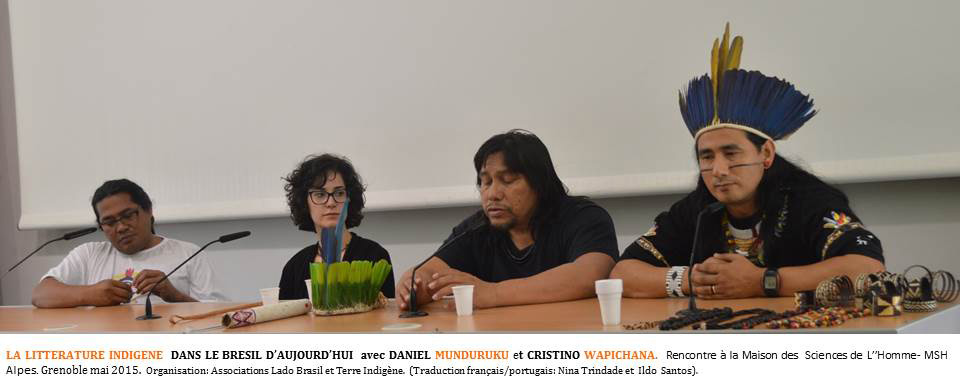 LA LITTERATURE INDIGENE DANS LE BRESIL D'AUJOURD'HUI avec DANIEL MUNDURUKU et CRISTINO WAPICHANA. Rencontre à la Maison des Sciences de L''Homme- MSH
Alpes. Grenoble mai 2015. Organisation: Associations Lado Brasil et Terre Indigène. (Traduction français/portugais: Nina Trindade et Ildo Santos).